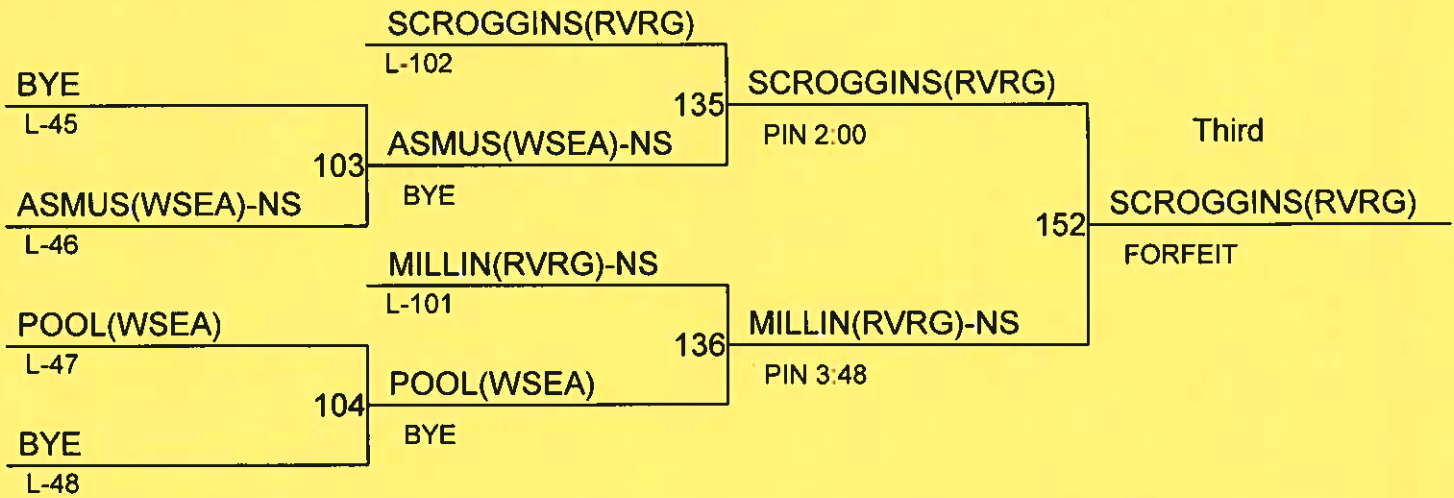 SCROGGINS(RVRG)
L-102
BYE
L-45
135
SCROGGINS(RVRG)
PIN 2:00
Third
103
ASMUS(WSEA)-NS
BYE
ASMUS(WSEA)-NS
L-46
152
SCROGGINS(RVRG)
FORFEIT
MILLIN(RVRG)-NS
L-101
POOL(WSEA)
L-47
136
MILLIN(RVRG)-NS
PIN 3:48
104
POOL(WSEA)
BYE
BYE
L-48